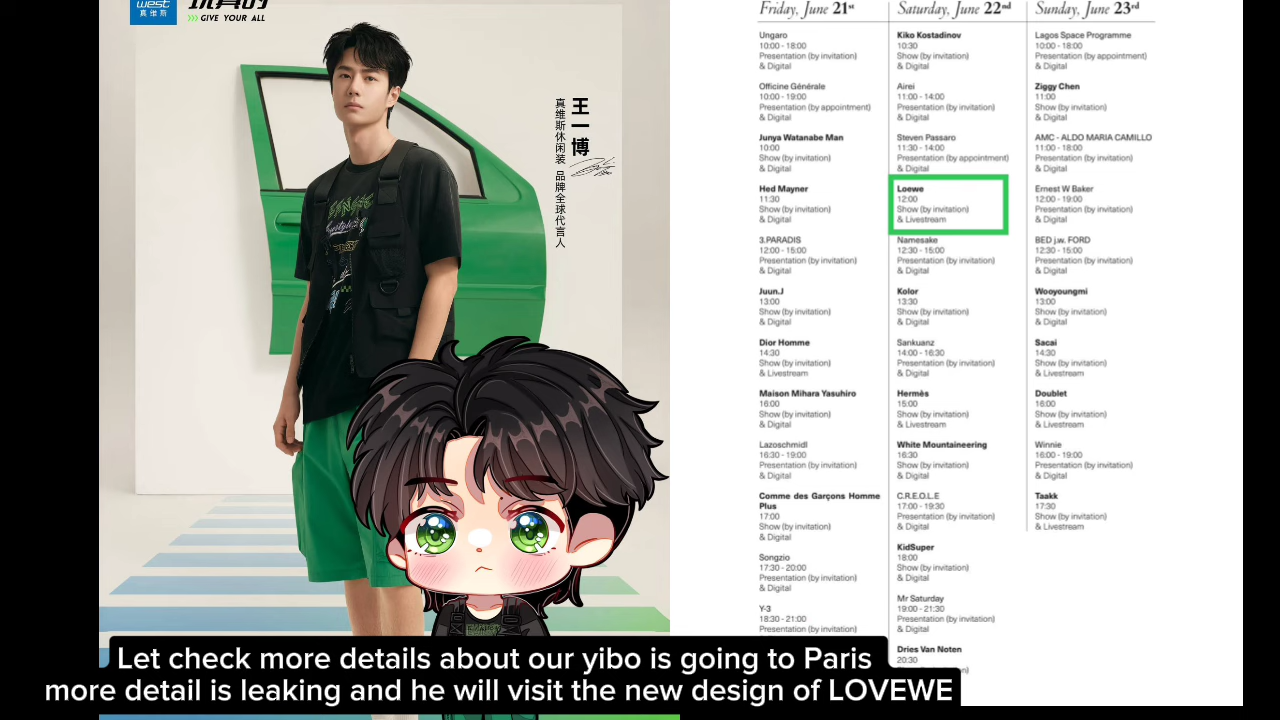 west
真维斯
玩真的
GIVE YOUR ALL
王一博
真维斯休闲装 品牌全球代言人
Friday, June 21st
Ungaro
10:00 - 18:00
Presentation (by invitation)
& Digital
Officine Générale
10:00 - 19:00
Presentation (by appointment)
& Digital
Junya Watanabe Man
10:00
Show (by invitation)
& Digital
Hed Mayner
11:30
Show (by invitation)
& Digital
3.PARADIS
12:00 - 15:00
Presentation (by invitation)
& Digital
Juun.J
13:00
Show (by invitation)
& Digital
Dior Homme
14:30
Show (by invitation)
& Livestream
Maison Mihara Yasuhiro
16:00
Show (by invitation)
& Digital
Lazoschmidl
16:30 - 19:00
Presentation (by invitation)
& Digital
Comme des Garçons Homme
Plus
17:00
Show (by invitation)
& Digital
Songzio
17:30 - 20:00
Presentation (by invitation)
& Digital
Y-3
18:30 - 21:00
Presentation (by invitation)
Saturday, June 22nd
Kiko Kostadinov
10:30
Show (by invitation)
& Digital
Airei
11:00 - 14:00
Presentation (by invitation)
& Digital
Steven Passaro
11:30 - 14:00
Presentation (by appointment)
& Digital
Loewe
12:00
Show (by invitation)
& Livestream
Namesake
12:30 - 15:00
Presentation (by invitation)
& Digital
Kolor
13:30
Show (by invitation)
& Digital
Sankuanz
14:00 - 16:30
Presentation (by invitation)
& Digital
Hermès
15:00
Show (by invitation)
& Livestream
White Mountaineering
16:30
Show (by invitation)
& Digital
C.R.E.O.L.E
17:00 - 19:30
Presentation (by invitation)
& Digital
KidSuper
18:00
Show (by invitation)
& Digital
Mr Saturday
19:00 - 21:30
Presentation (by invitation)
& Digital
Dries Van Noten
20:30
Sunday, June 23rd
Lagos Space Programme
10:00 - 18:00
Presentation (by appointment)
& Digital
Ziggy Chen
11:00
Show (by invitation)
& Digital
AMC - ALDO MARIA CAMILLO
11:00 - 18:00
Presentation (by invitation)
& Digital
Ernest W Baker
12:00 - 19:00
Presentation (by invitation)
& Digital
BED j.w. FORD
12:30 - 15:00
Presentation (by invitation)
& Digital
Wooyoungmi
13:00
Show (by invitation)
& Digital
Sacai
14:30
Show (by invitation)
& Livestream
Doublet
16:00
Show (by invitation)
& Livestream
Winnie
16:00 - 19:00
Presentation (by invitation)
& Digital
Taakk
17:30
Show (by invitation)
& Livestream
Let check more details about our yibo is going to Paris
more detail is leaking and he will visit the new design of LOVEWE